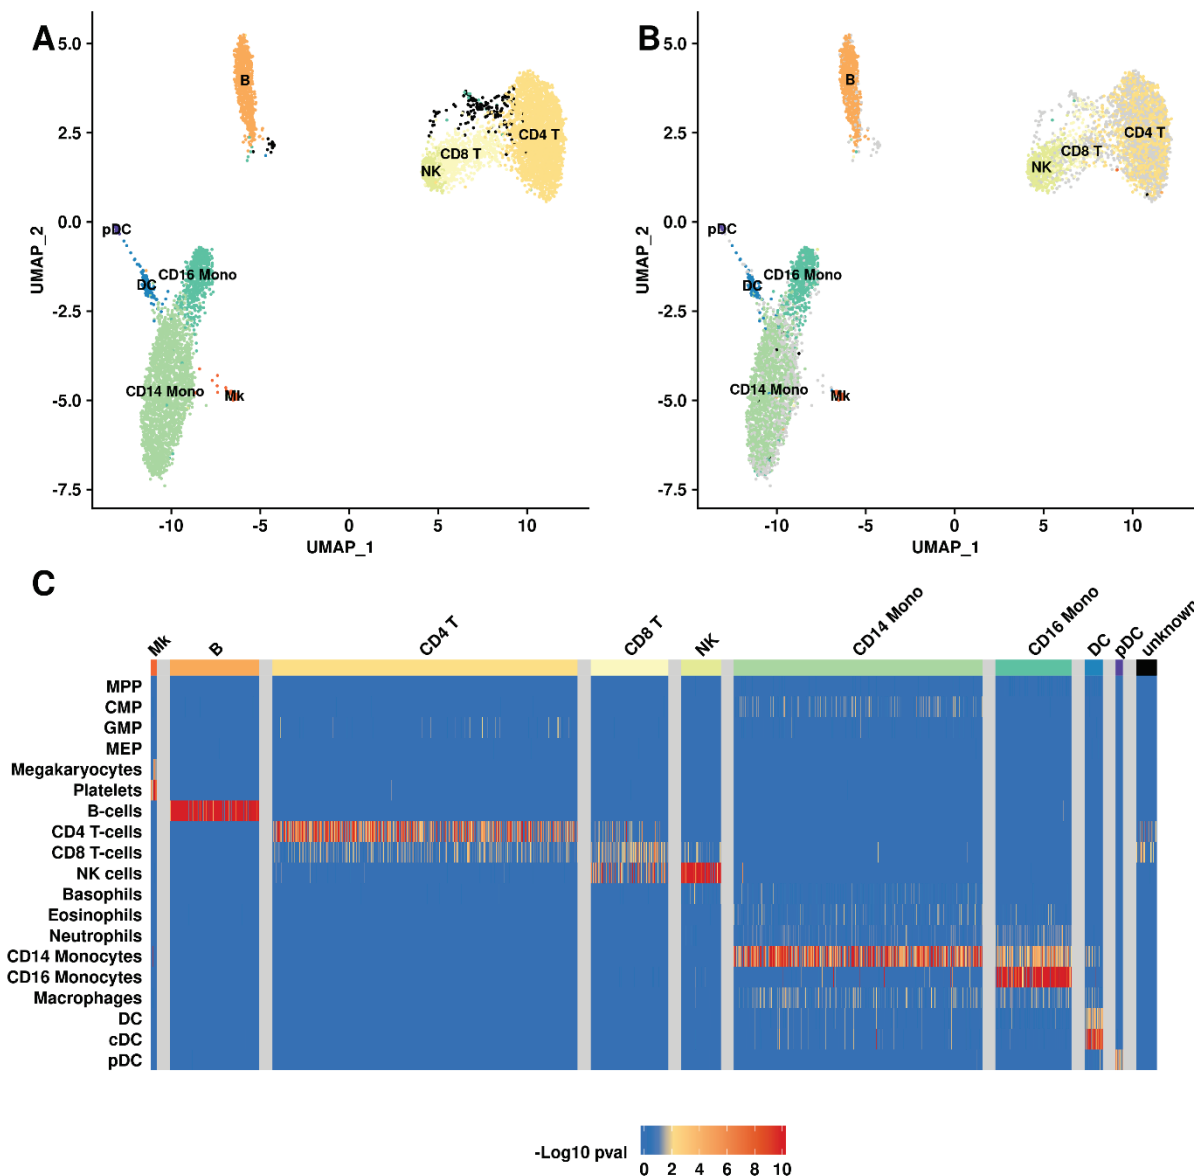 A
B
5.0
2.5
0.0
-2.5
-5.0
-7.5
UMAP_2
B
CD4 T
CD8 T
NK
pDC
DC
CD16 Mono
CD14 Mono
Mk
-10
-5
0
5
10
UMAP_1
5.0
2.5
0.0
-2.5
-5.0
-7.5
UMAP_2
B
CD4 T
CD8 T
NK
pDC
DC
CD16 Mono
CD14 Mono
Mk
-10
-5
0
5
10
UMAP_1
C
Mk
B
CD4 T
CD8 T
NK
CD14 Mono
CD16 Mono
DC
pDC
unknown
MPP
CMP
GMP
MEP
Megakaryocytes
Platelets
B-cells
CD4 T-cells
CD8 T-cells
NK cells
Basophils
Eosinophils
Neutrophils
CD14 Monocytes
CD16 Monocytes
Macrophages
DC
cDC
pDC
-Log10 pval
0 2 4 6 8 10